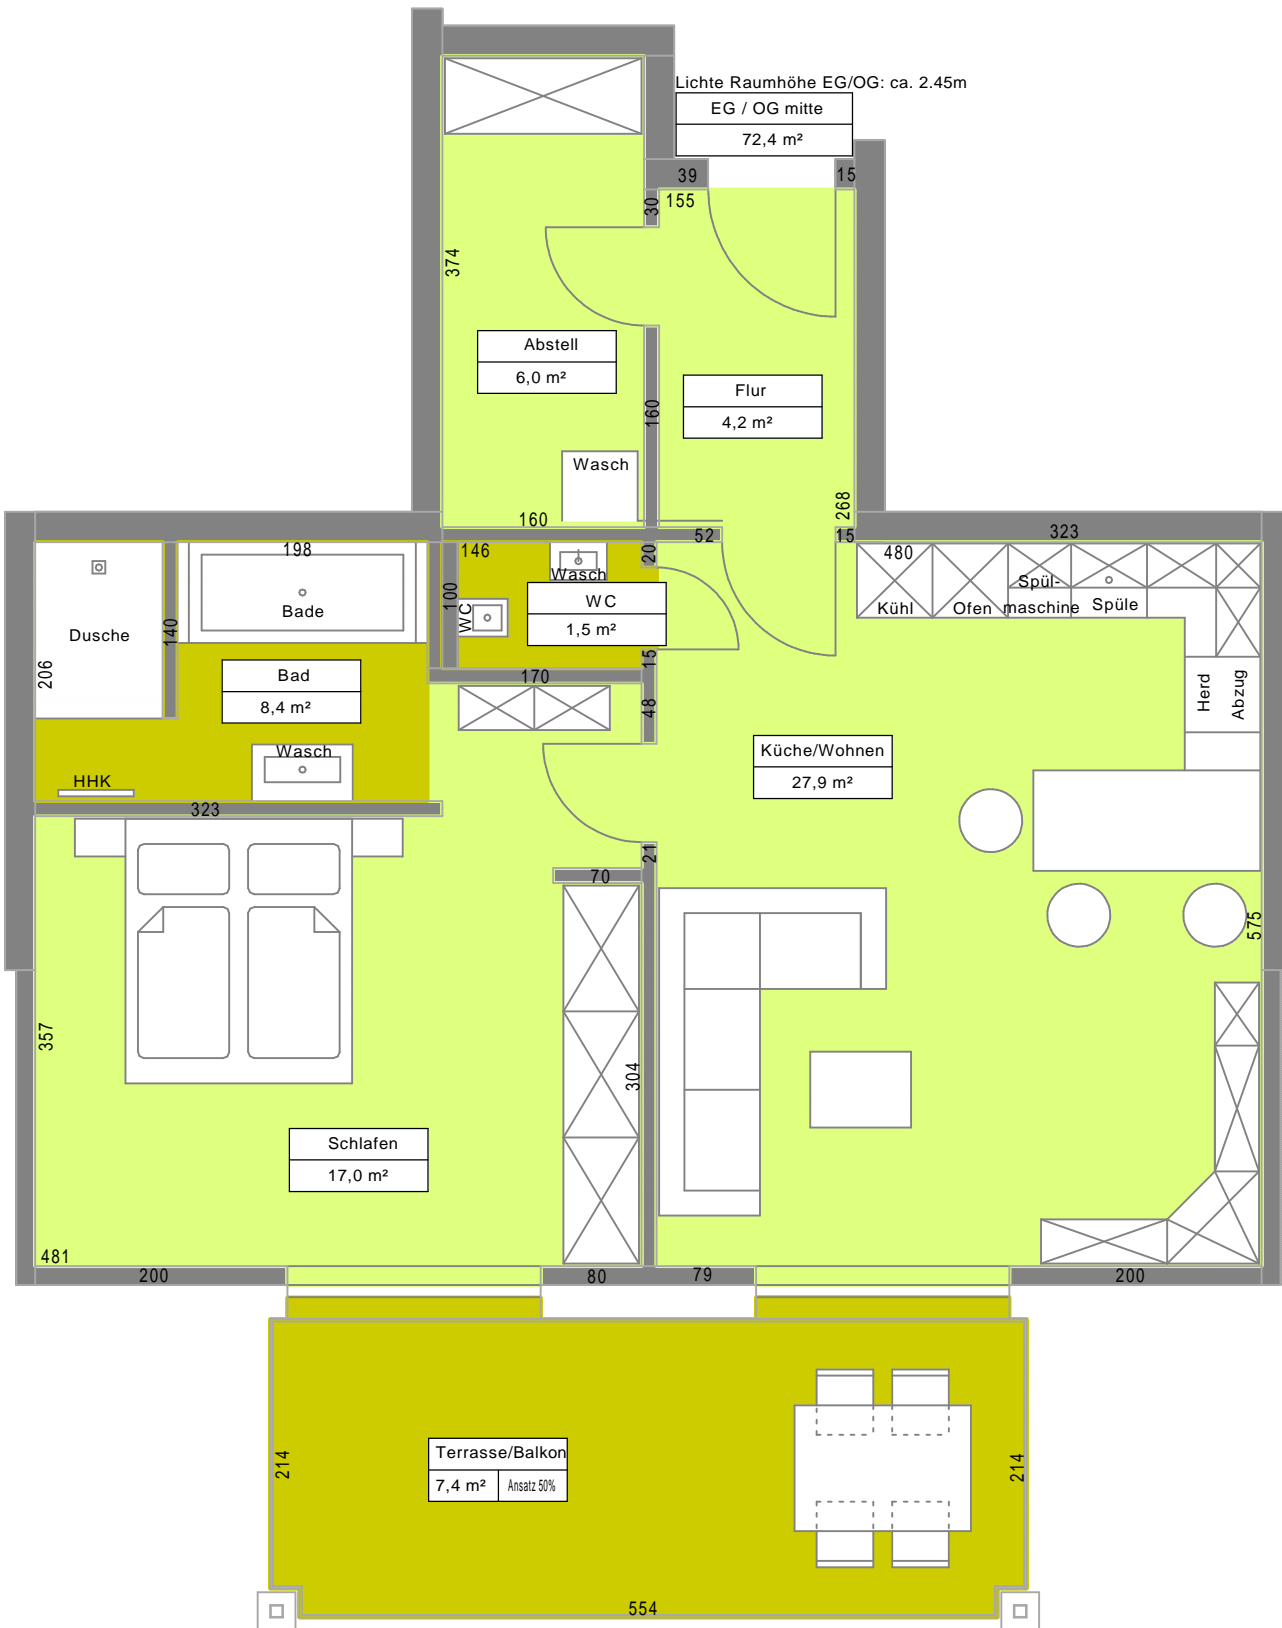 Lichte Raumhöhe EG/OG: ca. 2.45m
EG / OG mitte
72,4 m²
39
15
155
30
374
Abstell
6,0 m²
160
Flur
4,2 m²
Wasch
268
160
52
15
323
198
146
20
480
Wasch
Spül-
maschine
Spüle
Kühl
Ofen
100
WC
WC
1,5 m²
Dusche
Bade
140
206
Bad
8,4 m²
15
170
48
Herd
Abzug
Wasch
HHK
Küche/Wohnen
27,9 m²
323
21
70
575
357
304
Schlafen
17,0 m²
481
200
80
79
200
Terrasse/Balkon
7,4 m²
Ansatz 50%
214
214
554